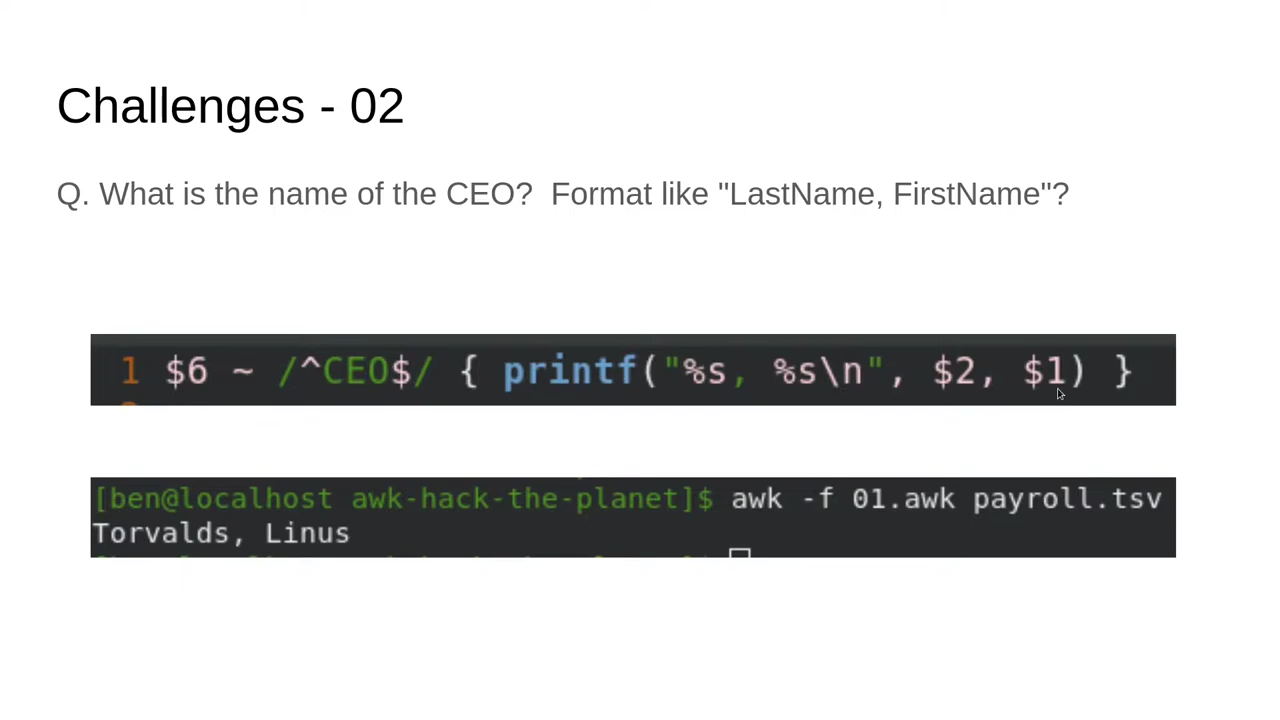 Challenges - 02
Q. What is the name of the CEO?  Format like "LastName, FirstName"?
1 $6 ~ /^CEO$/ { printf("%s, %s\n", $2, $1) }
[ben@localhost awk-hack-the-planet]$ awk -f 01.awk payroll.tsv
Torvalds, Linus